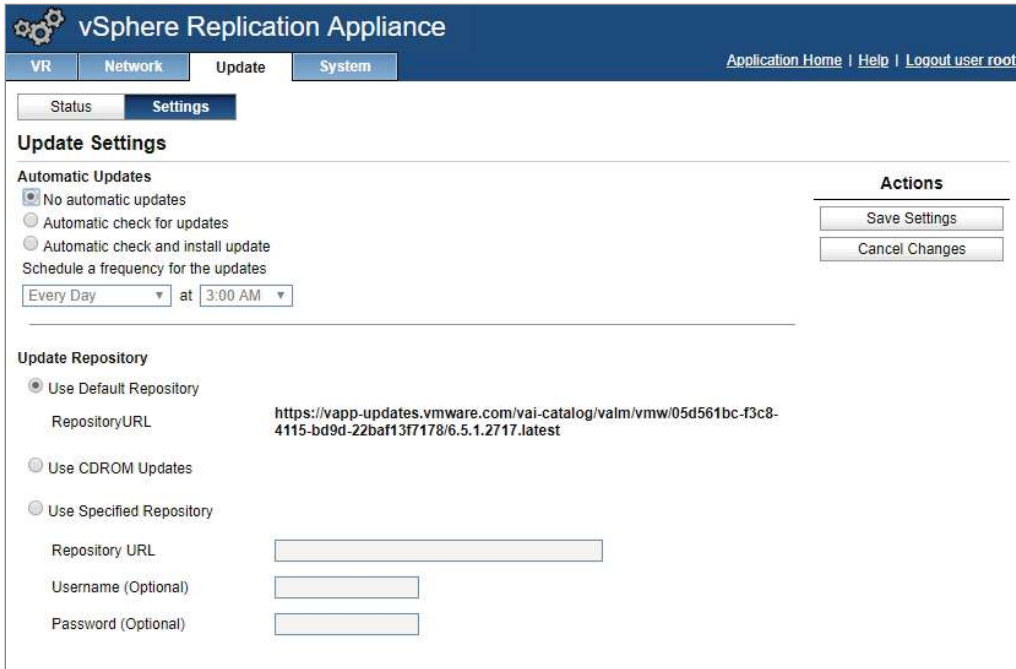 vSphere Replication Appliance
VR Network Update System
Application Home | Help | Logout user root
Status Settings
Update Settings
Automatic Updates
No automatic updates
Automatic check for updates
Automatic check and install update
Schedule a frequency for the updates
Every Day at 3:00 AM
Actions
Save Settings
Cancel Changes
Update Repository
Use Default Repository
RepositoryURL https://vapp-updates.vmware.com/vai-catalog/valm/vmw/05d561bc-f3c8-
4115-bd9d-22baf13f7178/6.5.1.2717.latest
Use CDROM Updates
Use Specified Repository
Repository URL
Username (Optional)
Password (Optional)